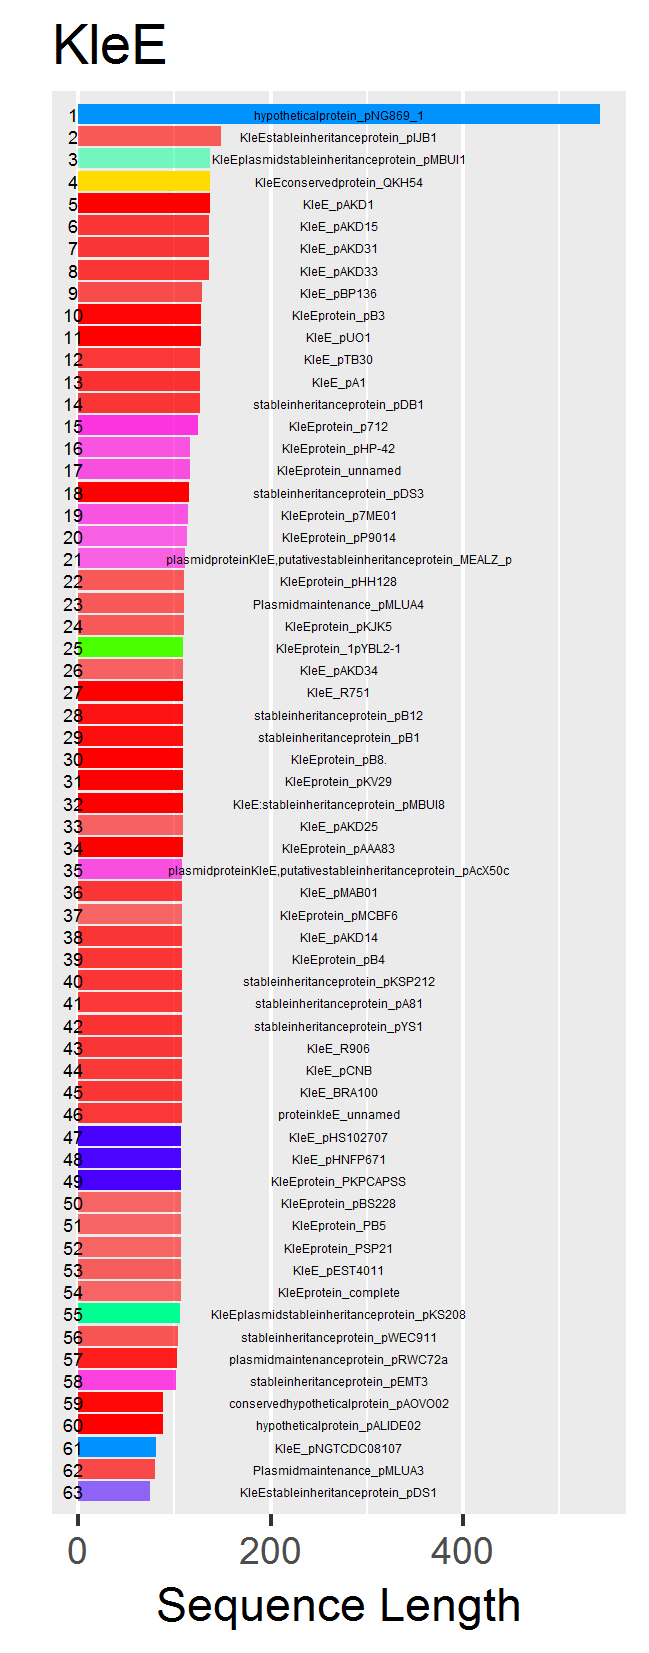 KleE
1 hypotheticalprotein_pNG869_1
2 KleEstableinheritanceprotein_pIJB1
3 KleEplasmidstableinheritanceprotein_pMBUI1
4 KleEconservedprotein_QKH54
5 KleE_pAKD1
6 KleE_pAKD15
7 KleE_pAKD31
8 KleE_pAKD33
9 KleE_pBP136
10 KleEprotein_pB3
11 KleE_pUO1
12 KleE_pTB30
13 KleE_pA1
14 stableinheritanceprotein_pDB1
15 KleEprotein_p712
16 KleEprotein_pHP-42
17 KleEprotein_unnamed
18 stableinheritanceprotein_pDS3
19 KleEprotein_p7ME01
20 KleEprotein_pP9014
21 plasmidproteinKleE,putativestableinheritanceprotein_MEALZ_p
22 KleEprotein_pHH128
23 Plasmidmaintenance_pMLUA4
24 KleEprotein_pKJK5
25 KleEprotein_1pYBL2-1
26 KleE_pAKD34
27 KleE_R751
28 stableinheritanceprotein_pB12
29 stableinheritanceprotein_pB1
30 KleEprotein_pB8.
31 KleEprotein_pKV29
32 KleE:stableinheritanceprotein_pMBUI8
33 KleE_pAKD25
34 KleEprotein_pAAA83
35 plasmidproteinKleE,putativestableinheritanceprotein_pAcX50c
36 KleE_pMAB01
37 KleEprotein_pMCBF6
38 KleE_pAKD14
39 KleEprotein_pB4
40 stableinheritanceprotein_pKSP212
41 stableinheritanceprotein_pA81
42 stableinheritanceprotein_pYS1
43 KleE_R906
44 KleE_pCNB
45 KleE_BRA100
46 proteinkleE_unnamed
47 KleE_pHS102707
48 KleE_pHNFP671
49 KleEprotein_PKPCAPSS
50 KleEprotein_pBS228
51 KleEprotein_PB5
52 KleEprotein_PSP21
53 KleE_pEST4011
54 KleEprotein_complete
55 KleEplasmidstableinheritanceprotein_pKS208
56 stableinheritanceprotein_pWEC911
57 plasmidmaintenanceprotein_pRWC72a
58 stableinheritanceprotein_pEMT3
59 conservedhypotheticalprotein_pAOVO02
60 hypotheticalprotein_pALIDE02
61 KleE_pNGTCDC08107
62 Plasmidmaintenance_pMLUA3
63 KleEstableinheritanceprotein_pDS1
0 200 400
Sequence Length